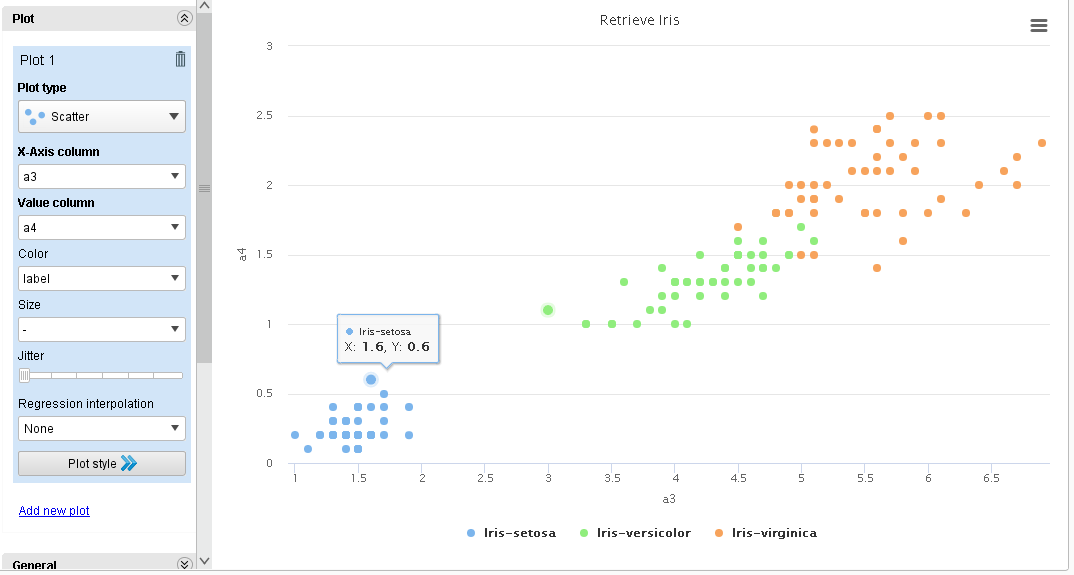 Plot
Plot 1
Plot type
Scatter
X-Axis column
a3
Value column
a4
Color
label
Size
-
Jitter
Regression interpolation
None
Plot style
Add new plot
General
Retrieve Iris
3
2.5
2
1.5
1
0.5
0
a4
Iris-setosa
X: 1.6, Y: 0.6
1 1.5 2 2.5 3 3.5 4 4.5 5 5.5 6 6.5
a3
Iris-setosa Iris-versicolor Iris-virginica